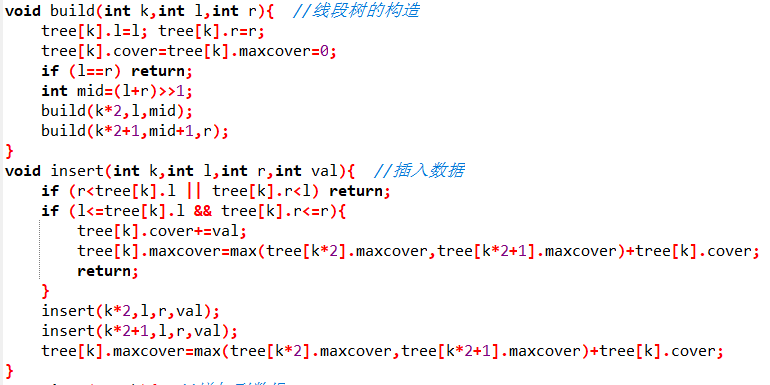 void build(int k,int l,int r){  //线段树的构造
    tree[k].l=l; tree[k].r=r;
    tree[k].cover=tree[k].maxcover=0;
    if (l==r) return;
    int mid=(l+r)>>1;
    build(k*2,l,mid);
    build(k*2+1,mid+1,r);
}
void insert(int k,int l,int r,int val){  //插入数据
    if (r<tree[k].l || tree[k].r<l) return;
    if (l<=tree[k].l && tree[k].r<=r){
        tree[k].cover+=val;
        tree[k].maxcover=max(tree[k*2].maxcover,tree[k*2+1].maxcover)+tree[k].cover;
        return;
    }
    insert(k*2,l,r,val);
    insert(k*2+1,l,r,val);
    tree[k].maxcover=max(tree[k*2].maxcover,tree[k*2+1].maxcover)+tree[k].cover;
}